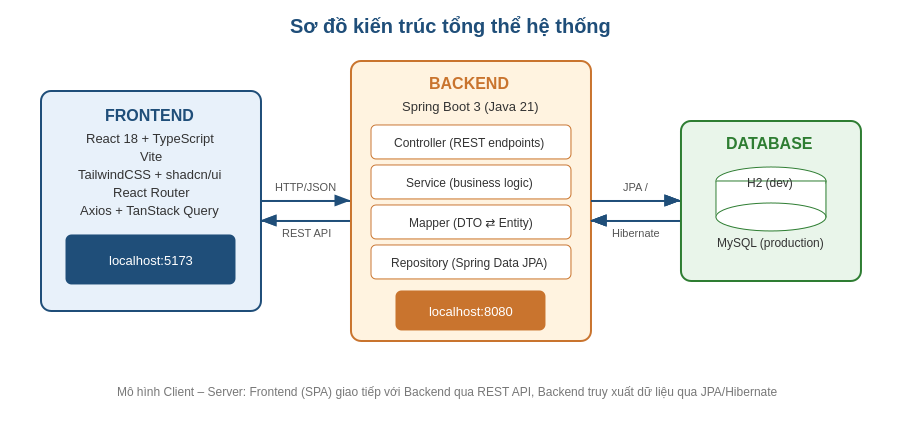 Sơ đồ kiến trúc tổng thể hệ thống
FRONTEND
React 18 + TypeScript
Vite
TailwindCSS + shadcn/ui
React Router
Axios + TanStack Query
localhost:5173
HTTP/JSON
REST API
BACKEND
Spring Boot 3 (Java 21)
Controller (REST endpoints)
Service (business logic)
Mapper (DTO ⇄ Entity)
Repository (Spring Data JPA)
localhost:8080
JPA /
Hibernate
DATABASE
H2 (dev)
MySQL (production)
Mô hình Client – Server: Frontend (SPA) giao tiếp với Backend qua REST API, Backend truy xuất dữ liệu qua JPA/Hibernate